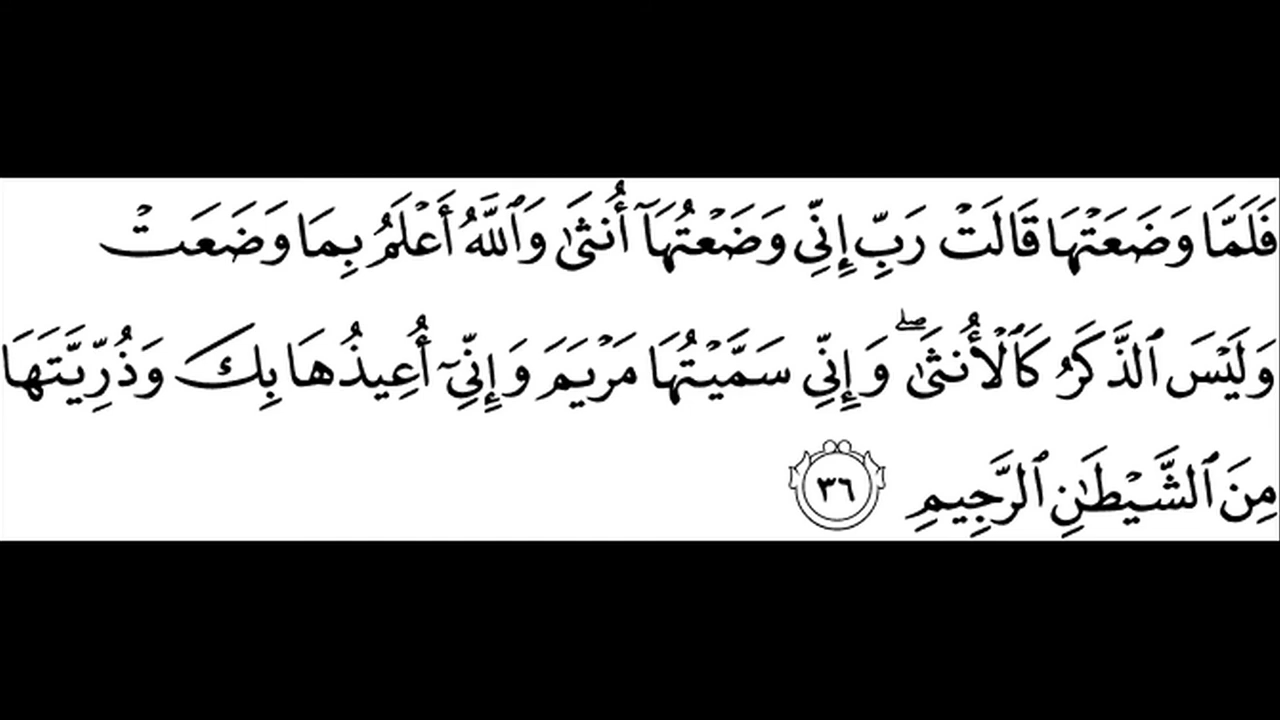 فَلَمَّا وَضَعَتۡهَا قَالَتۡ رَبِّ إِنِّي وَضَعۡتُهَآ أُنثَىٰ وَٱللَّهُ أَعۡلَمُ بِمَا وَضَعَتۡ
وَلَيۡسَ ٱلذَّكَرُ كَٱلۡأُنثَىٰۖ وَإِنِّي سَمَّيۡتُهَا مَرۡيَمَ وَإِنِّيٓ أُعِيذُهَا بِكَ وَذُرِّيَّتَهَا
مِنَ ٱلشَّيۡطَٰنِ ٱلرَّجِيمِ ٣٦